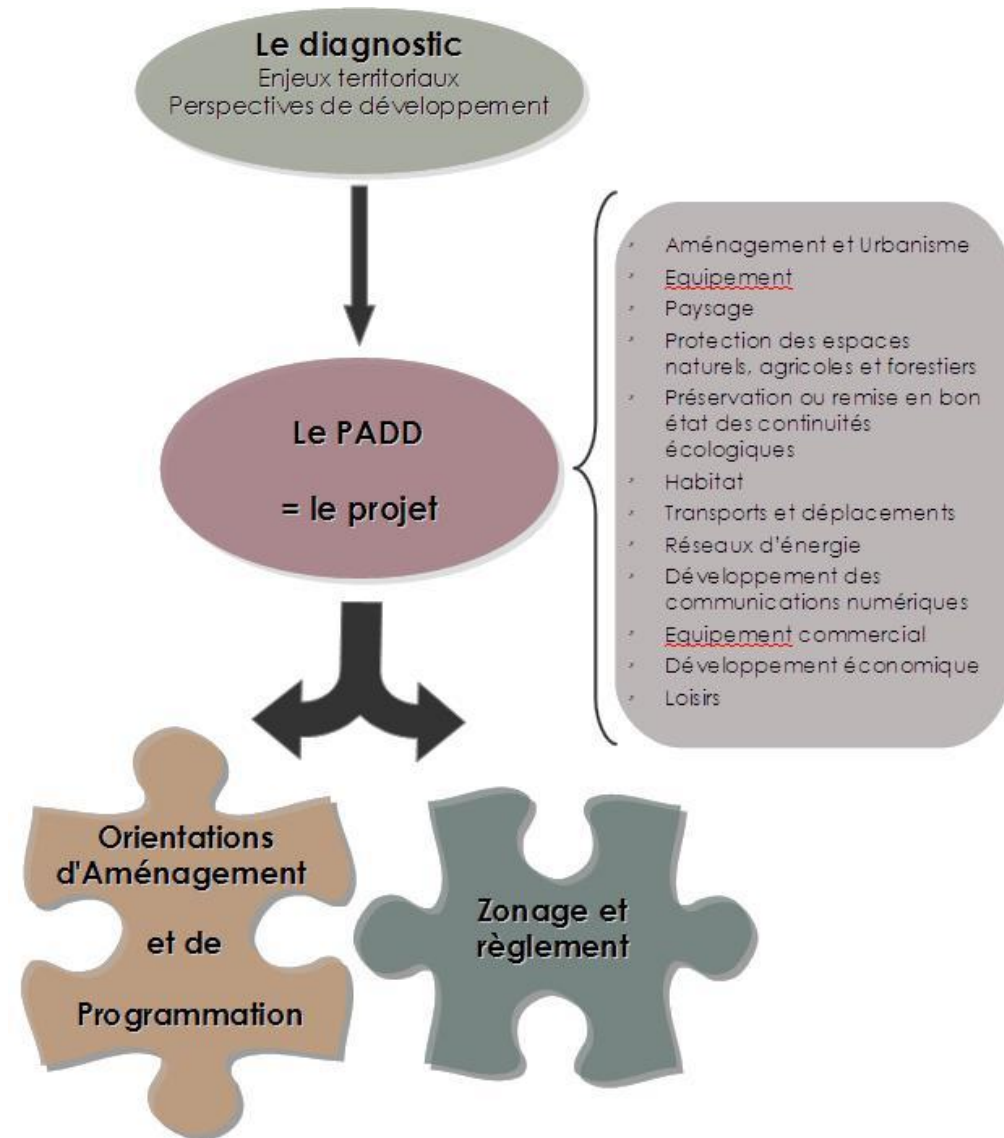 Le diagnostic
Enjeux territoriaux
Perspectives de développement
Le PADD
= le projet
Aménagement et Urbanisme
Equipement
Paysage
Protection des espaces
naturels, agricoles et forestiers
Préservation ou remise en bon
état des continuités
écologiques
Habitat
Transports et déplacements
Réseaux d'énergie
Développement des
communications numériques
Equipement commercial
Développement économique
Loisirs
Orientations
d'Aménagement
et de
Programmation
Zonage et
règlement